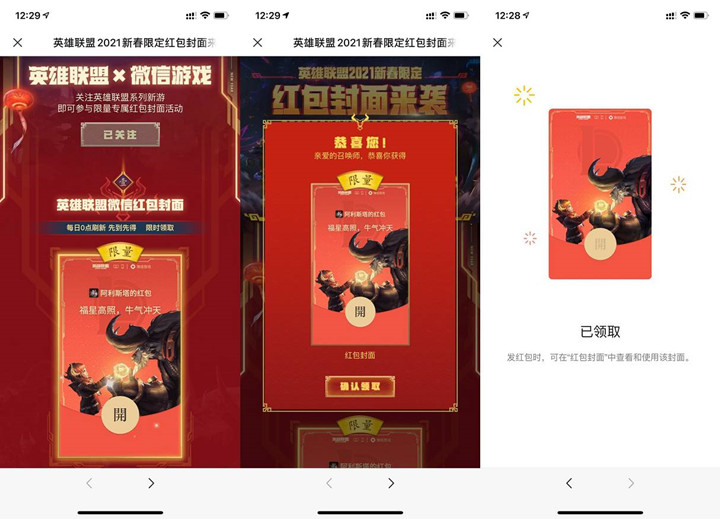 12:29
英雄联盟2021新春限定红包封面来
英雄联盟×微信游戏
关注英雄联盟系列新游
即可参与限量专属红包封面活动
已关注
壹
英雄联盟微信红包封面
每日0点刷新 先到先得 限时领取
限量
阿利斯塔的红包
福星高照，牛气冲天
開
12:29
英雄联盟2021新春限定红包封面来
英雄联盟2021新春限定
红包封面来袭
恭喜您！
亲爱的召唤师，恭喜你获得
限量
阿利斯塔的红包
福星高照，牛气冲天
開
红包封面
确认领取
限量
阿利斯塔的红包
12:28
開
已领取
发红包时，可在“红包封面”中查看和使用该封面。